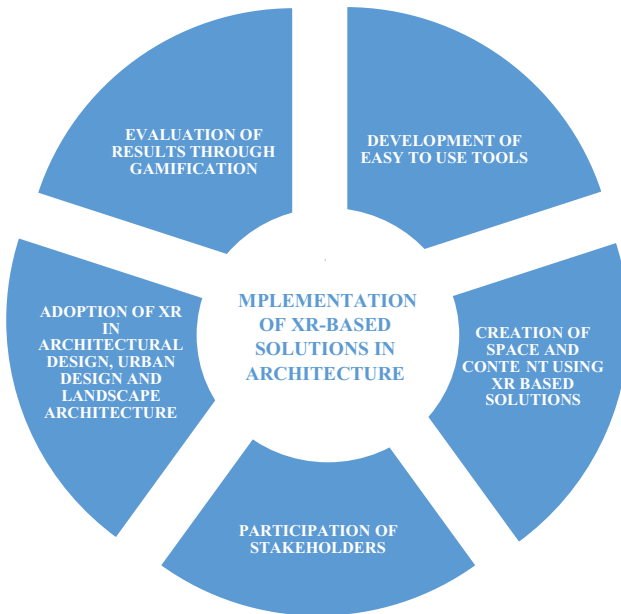 EVALUATION OF
RESULTS THROUGH
GAMIFICATION
DEVELOPMENT OF
EASY TO USE TOOLS
MPLEMENTATION
OF XR-BASED
SOLUTIONS IN
ARCHITECTURE
ADOPTION OF XR
IN
ARCHITECTURAL
DESIGN, URBAN
DESIGN AND
LANDSCAPE
ARCHITECTURE
CREATION OF
SPACE AND
CONTE NT USING
XR BASED
SOLUTIONS
PARTICIPATION OF
STAKEHOLDERS